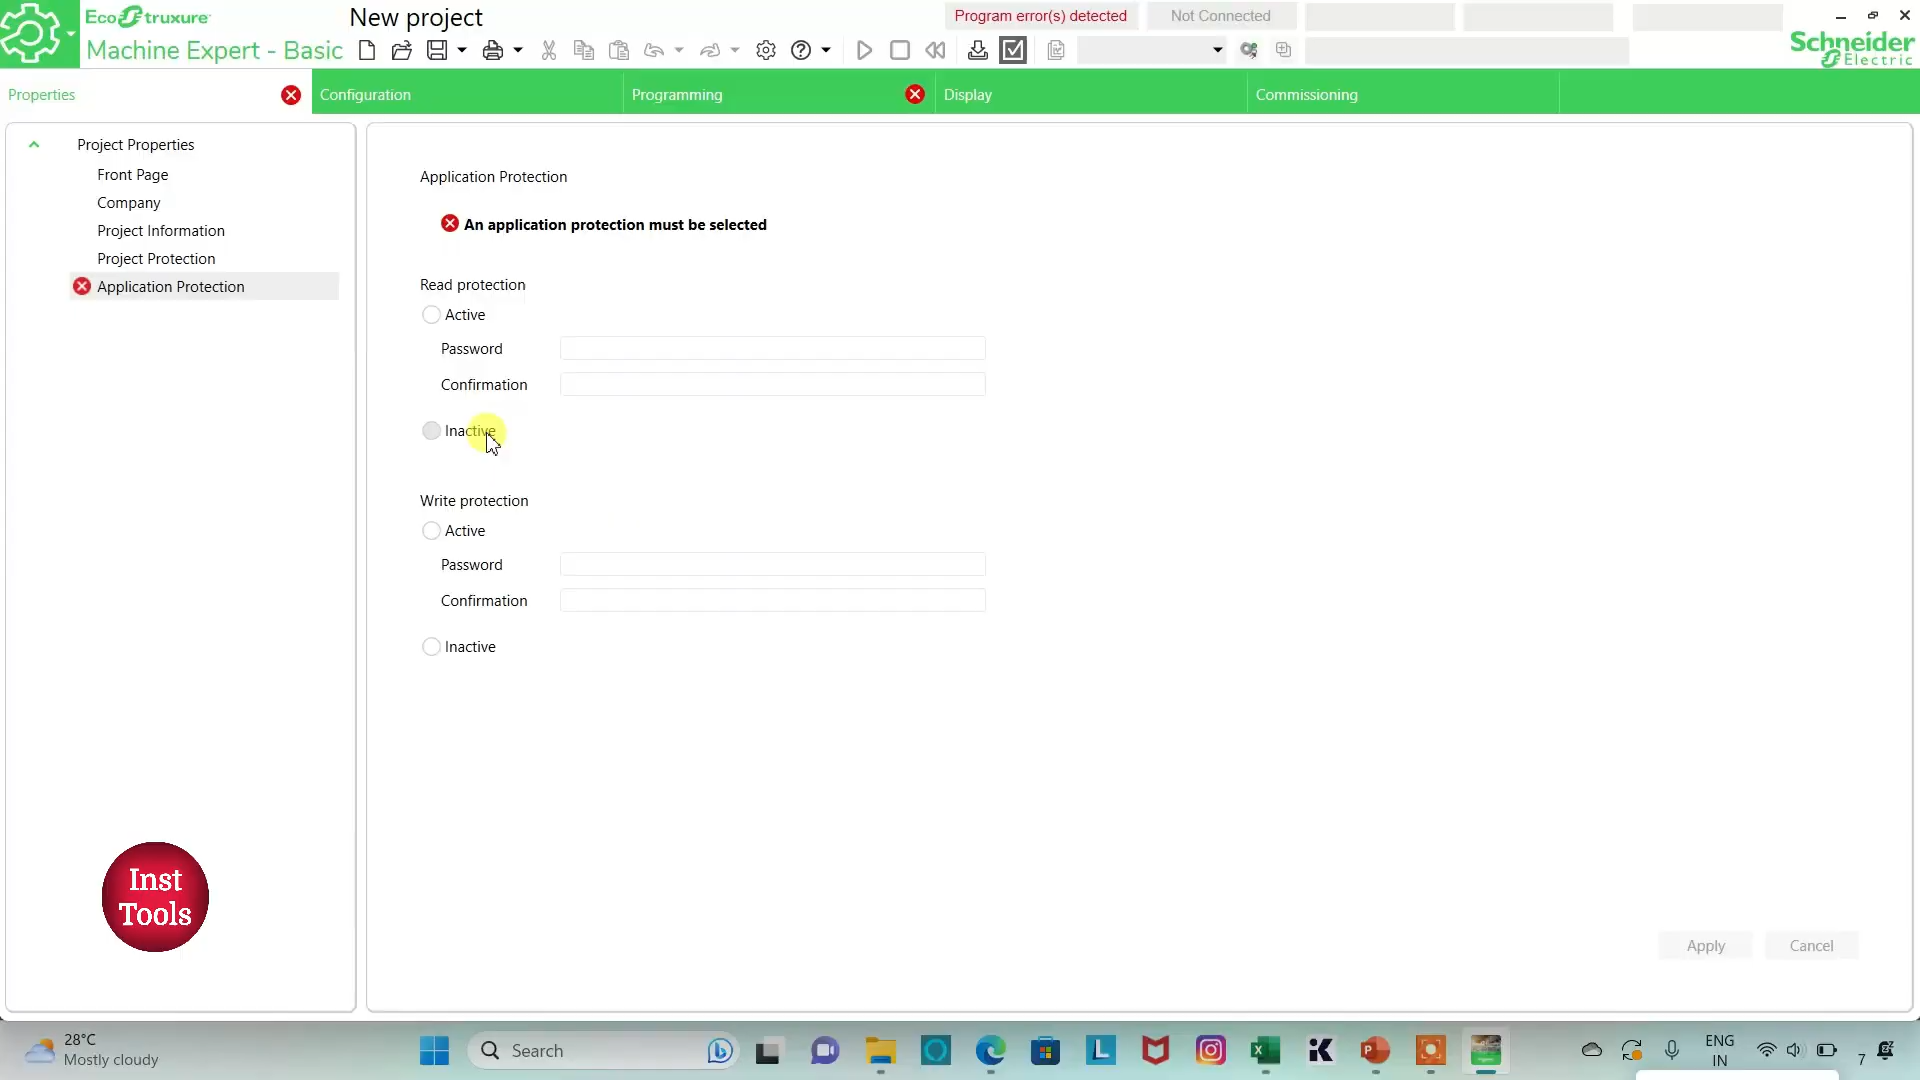 EcoStruxure
Machine Expert - Basic
New project
Program error(s) detected
Not Connected
Schneider
Electric
Properties
Configuration
Programming
Display
Commissioning
Project Properties
Front Page
Company
Project Information
Project Protection
Application Protection
Application Protection
An application protection must be selected
Read protection
Active
Password
Confirmation
Inactive
Write protection
Active
Password
Confirmation
Inactive
Inst
Tools
Apply
Cancel
28°C
Mostly cloudy
Search
ENG
IN
7